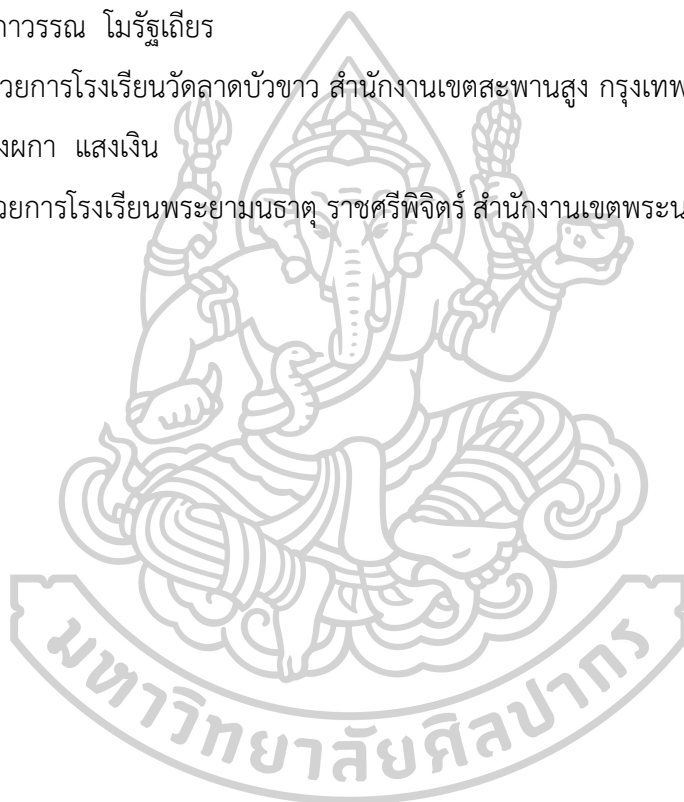 ภาวรรณ โมรัฐเถียร
วยการโรงเรียนวัดลาดบัวขาว สำนักงานเขตสะพานสูง กรุงเทพ
งผกา แสงเงิน
วยการโรงเรียนพระยามนธาตุ ราชศรีพิจิตร์ สำนักงานเขตพระน
มหาวิทยาลัยศิลปากร